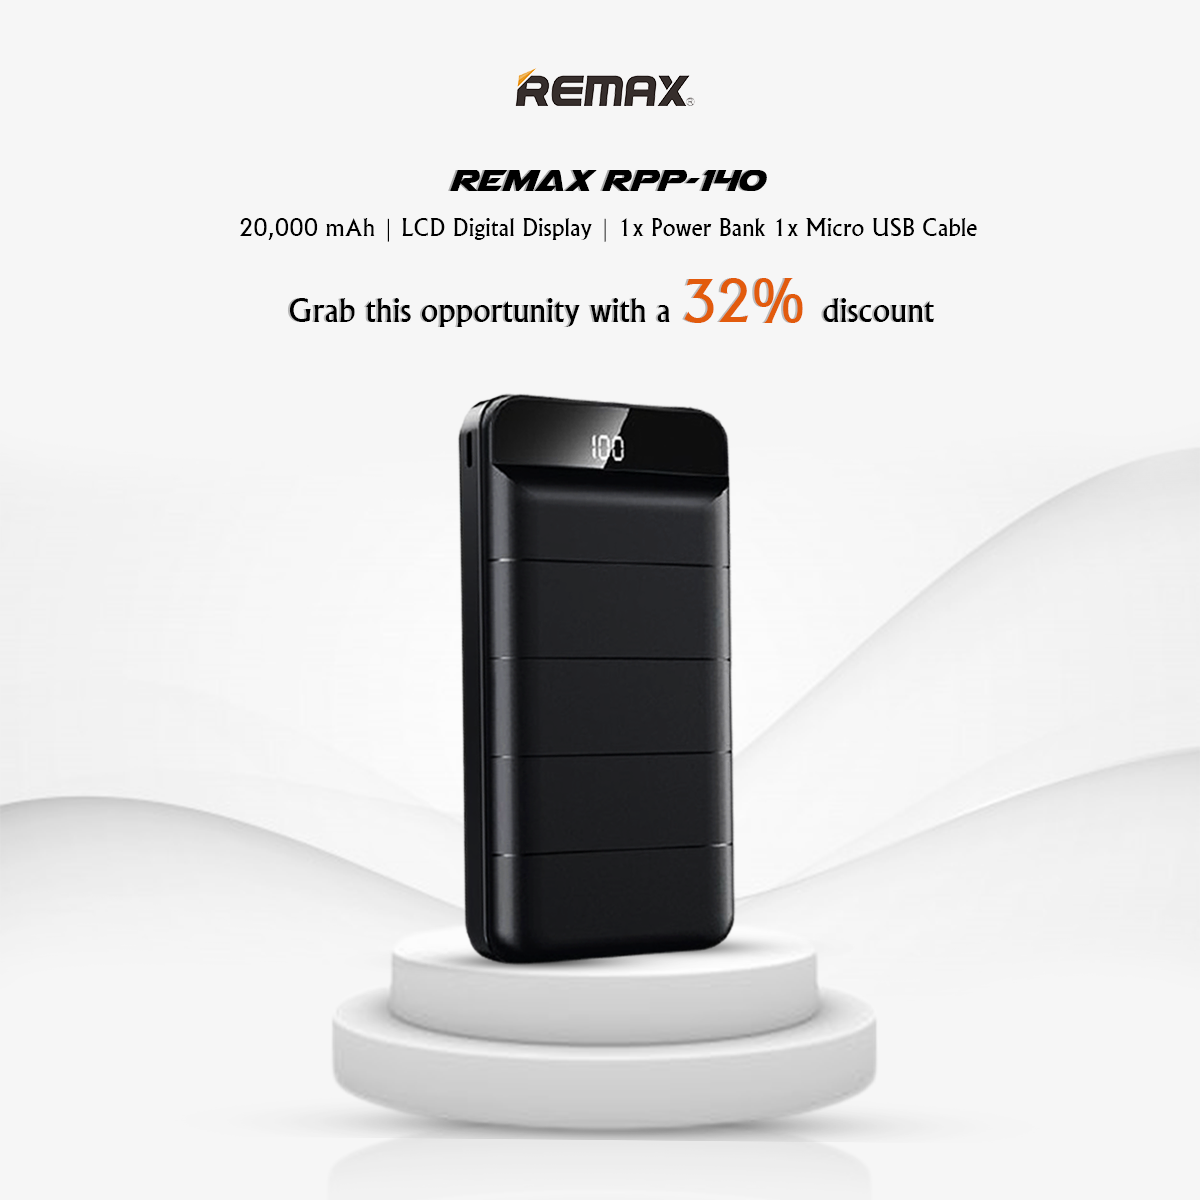 REMAX®
REMAX RPP-140
20,000 mAh | LCD Digital Display | 1x Power Bank 1x Micro USB Cable
Grab this opportunity with a 32% discount
100